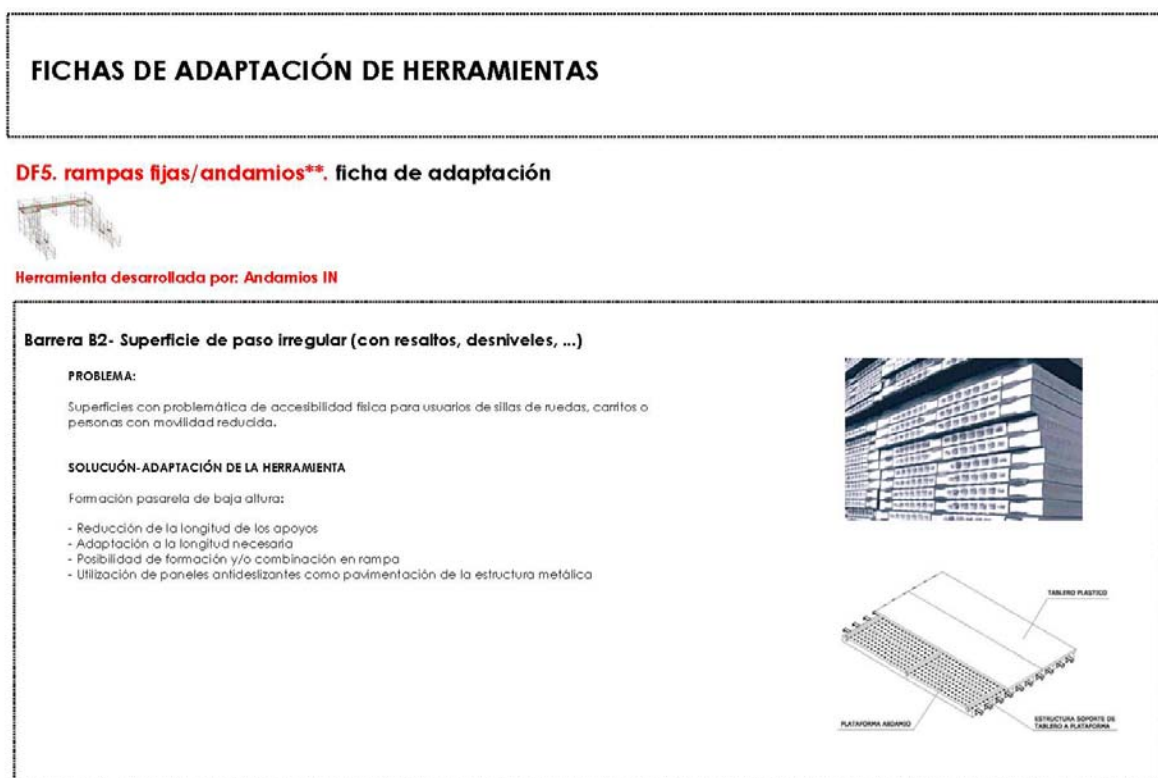 FICHAS DE ADAPTACIÓN DE HERRAMIENTAS
DF5. rampas fijas/andamios**. ficha de adaptación
Herramienta desarrollada por: Andamios IN
Barrera B2- Superficie de paso irregular (con resaltos, desniveles, ...)
PROBLEMA:
Superficies con problemática de accesibilidad física para usuarios de sillas de ruedas, carritos o
personas con movilidad reducida.
SOLUCUÓN-ADAPTACIÓN DE LA HERRAMIENTA
Formación pasarela de baja altura:
- Reducción de la longitud de los apoyos
- Adaptación a la longitud necesaria
- Posibilidad de formación y/o combinación en rampa
- Utilización de paneles antideslizantes como pavimentación de la estructura metálica
TABLERO PLASTICO
PLATAFORMA ANDAMIO
ESTRUCTURA SOPORTE DE
TABLERO A PLATAFORMA